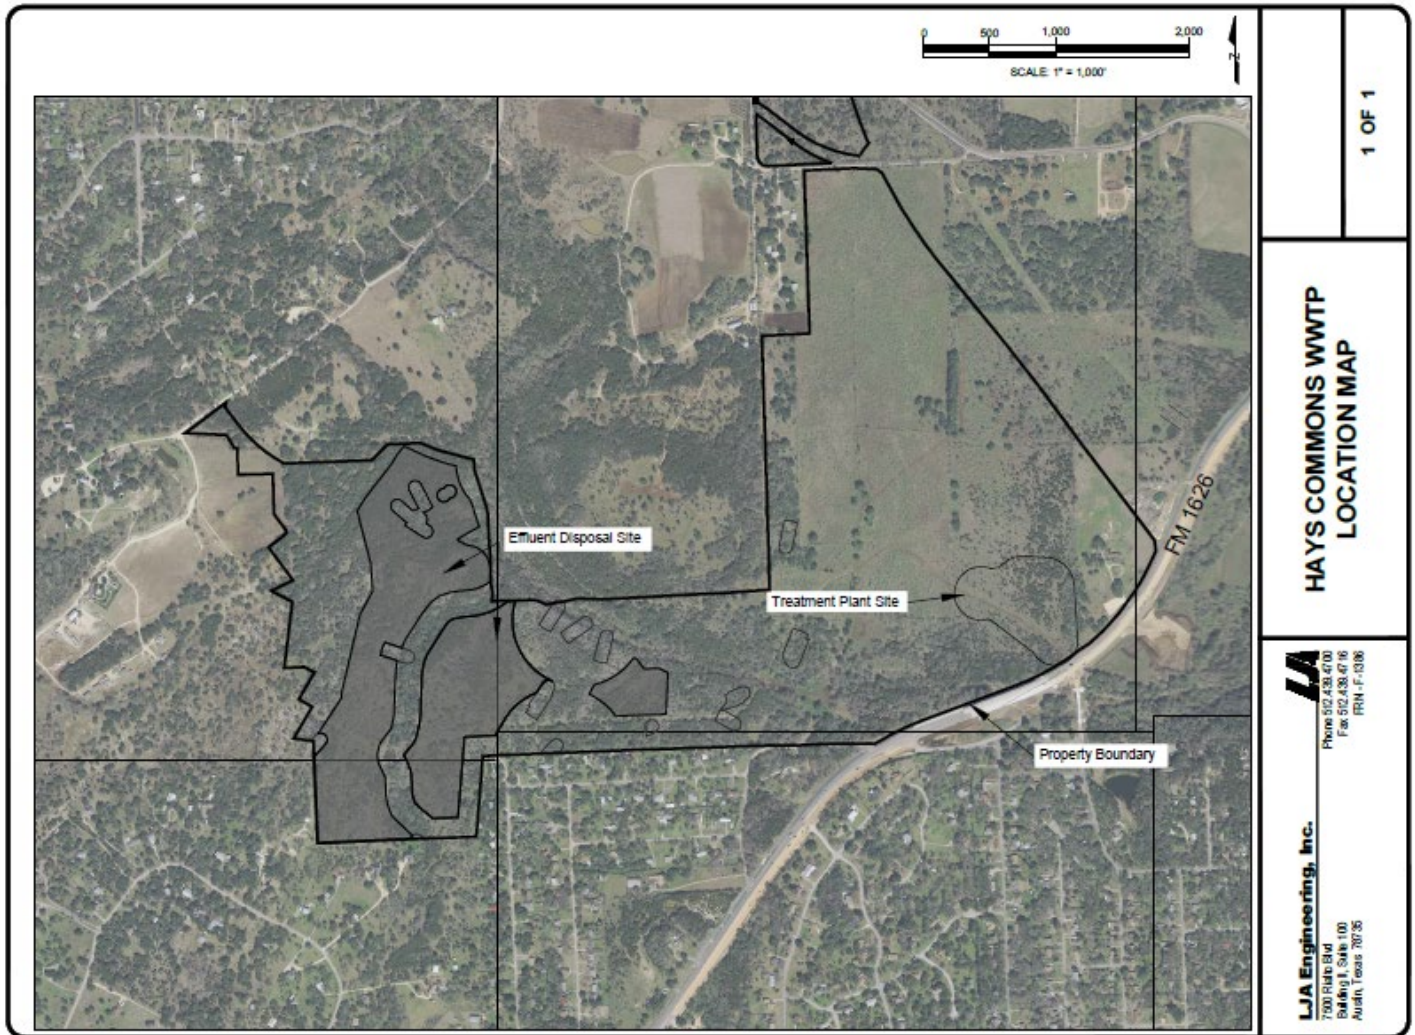 0 500 1,000 2,000
SCALE: 1" = 1,000'
N
Effluent Disposal Site
Treatment Plant Site
FM 1626
Property Boundary
1 OF 1
HAYS COMMONS WWTP
LOCATION MAP
LJA
LJA Engineering, Inc.
7500 Rialto Blvd
Building II, Suite 100
Austin, Texas 78735
Phone 512.439.4700
Fax 512.439.4716
FRN - F-1386